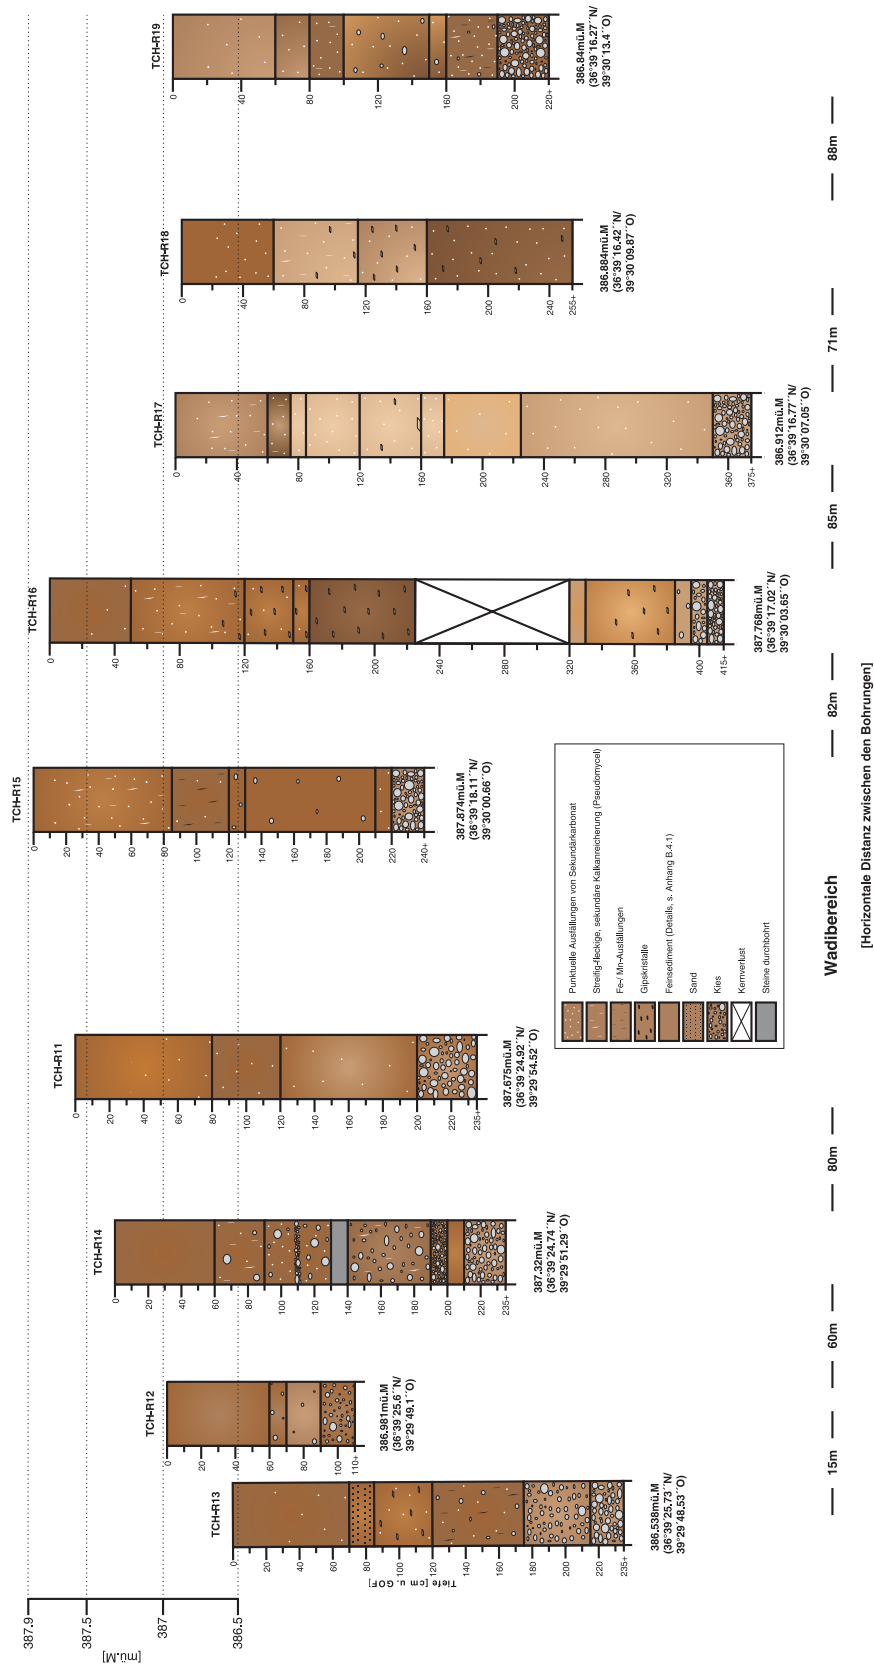 387.9
387.5
387
386.5
[mü.M]
TCH-R13
0
20
40
60
80
100
120
140
160
180
200
220
235+
Tiefe [cm u. GOF]
386.538mü.M
(36°39´25.73´´N/
39°29´48.53´´O)
TCH-R12
0
20
40
60
80
100
110+
386.981mü.M
(36°39´25.6´´N/
39°29´49.1´´O)
TCH-R14
0
20
40
60
80
100
120
140
160
180
200
220
235+
387.32mü.M
(36°39´24.74´´N/
39°29´51.29´´O)
TCH-R11
0
20
40
60
80
100
120
140
160
180
200
220
235+
387.675mü.M
(36°39´24.92´´N/
39°29´54.52´´O)
TCH-R15
0
20
40
60
80
100
120
140
160
180
200
220
240+
387.874mü.M
(36°39´18.11´´N/
39°30´00.66´´O)
TCH-R16
0
40
80
120
160
200
240
280
320
360
400
415+
387.768mü.M
(36°39´17.02´´N/
39°30´03.65´´O)
TCH-R17
0
40
80
120
160
200
240
280
320
360
375+
386.912mü.M
(36°39´16.77´´N/
39°30´07.05´´O)
TCH-R18
0
40
80
120
160
200
240
255+
386.884mü.M
(36°39´16.42´´N/
39°30´09.87´´O)
TCH-R19
0
40
80
120
160
200
220+
386.84mü.M
(36°39´16.27´´N/
39°30´13.4´´O)
Punktuelle Ausfällungen von Sekundärkarbonat
Streifig-fleckige, sekundäre Kalkanreicherung (Pseudomycel)
Fe-/ Mn-Ausfällungen
Gipskristalle
Feinsediment (Details, s. Anhang B.4.1)
Sand
Kies
Kernverlust
Steine durchbohrt
15m
60m
80m
Wadibereich
82m
85m
71m
88m
[Horizontale Distanz zwischen den Bohrungen]